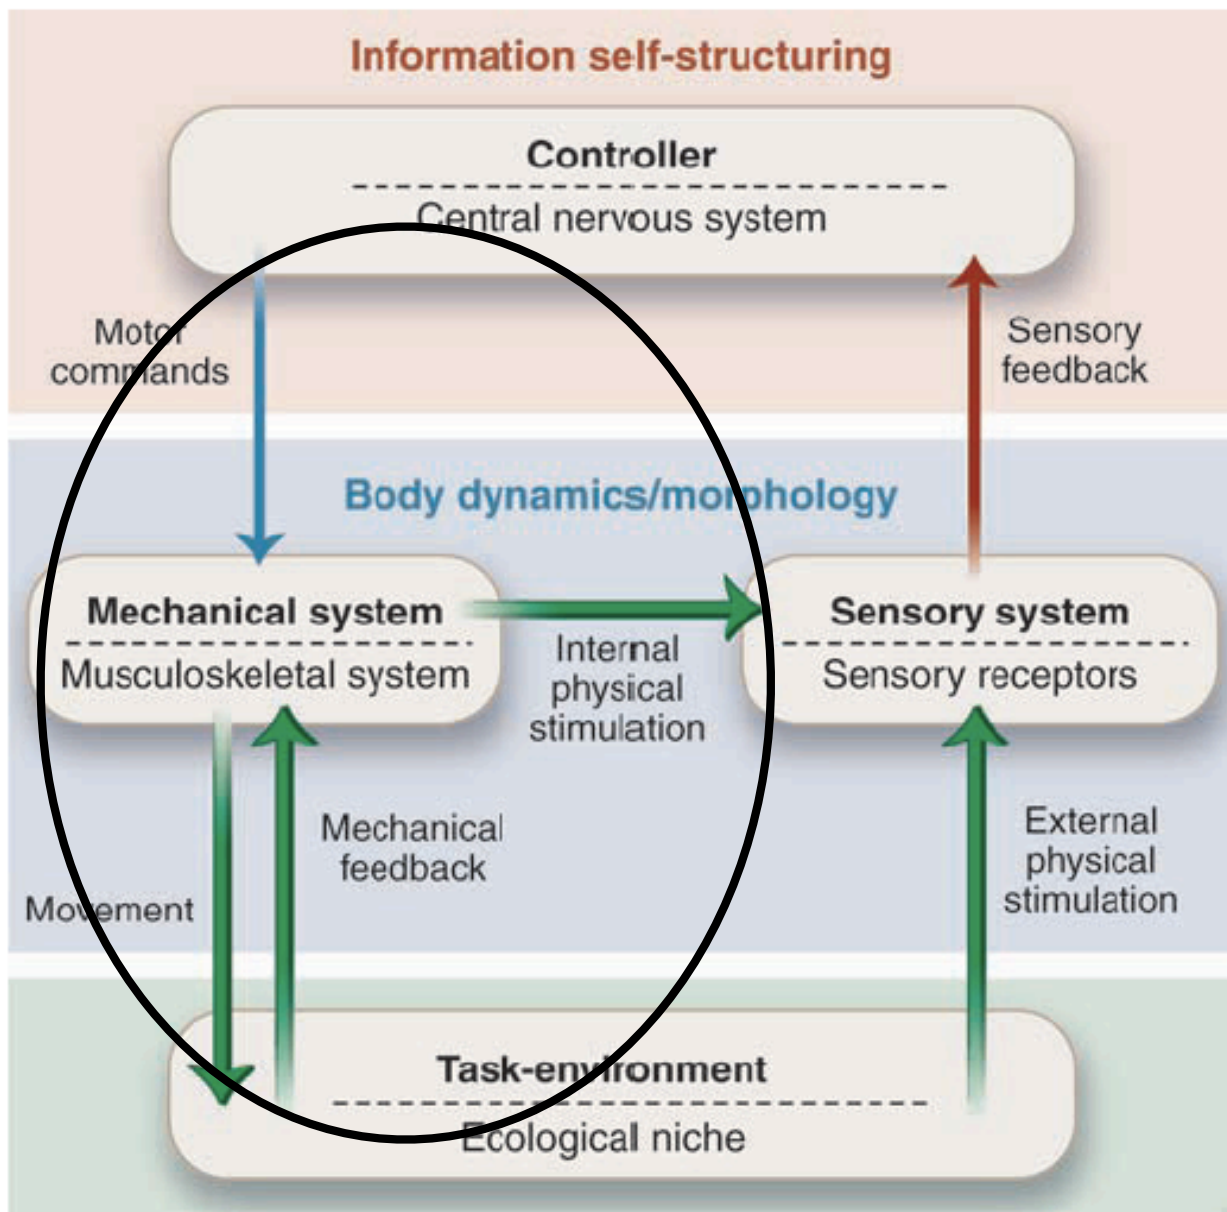 Information self-structuring
Controller
Central nervous system
Motor
commands
Sensory
feedback
Body dynamics/morphology
Mechanical system
Musculoskeletal system
Internal
physical
stimulation
Sensory system
Sensory receptors
Mechanical
feedback
Movement
External
physical
stimulation
Task-environment
Ecological niche